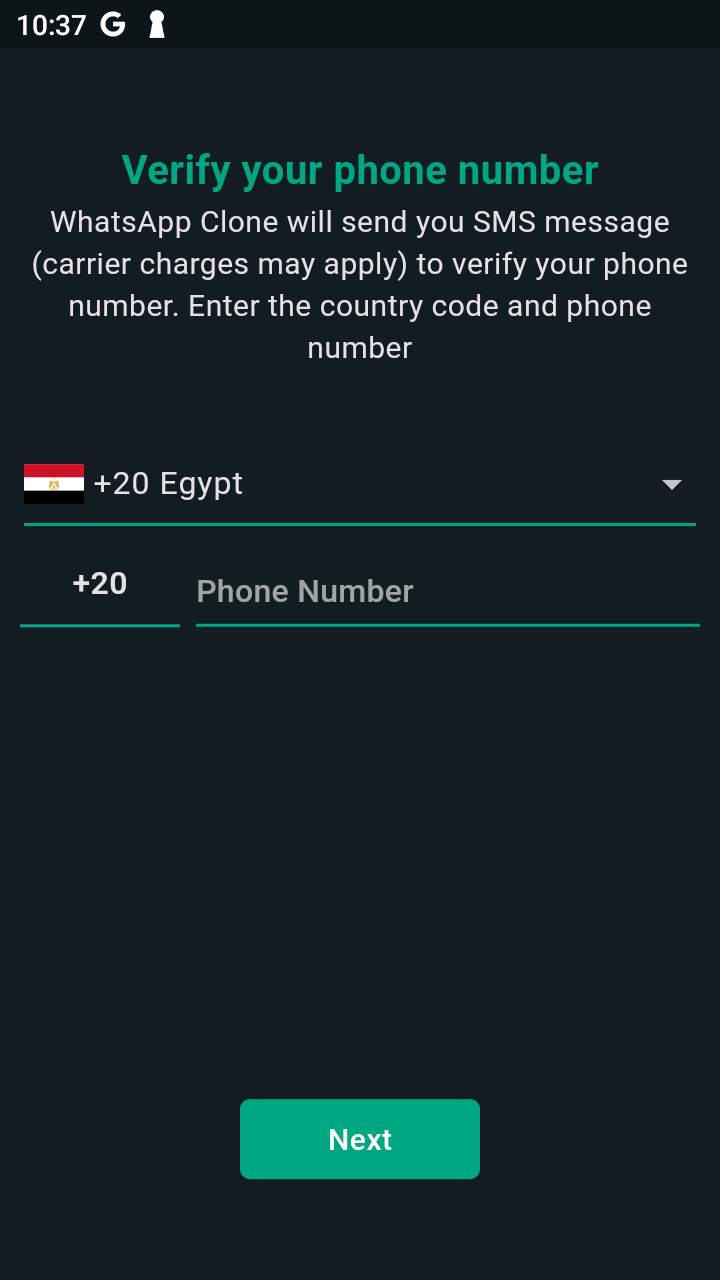 10:37
Verify your phone number
WhatsApp Clone will send you SMS message
(carrier charges may apply) to verify your phone
number. Enter the country code and phone
number
+20 Egypt
+20 Phone Number
Next